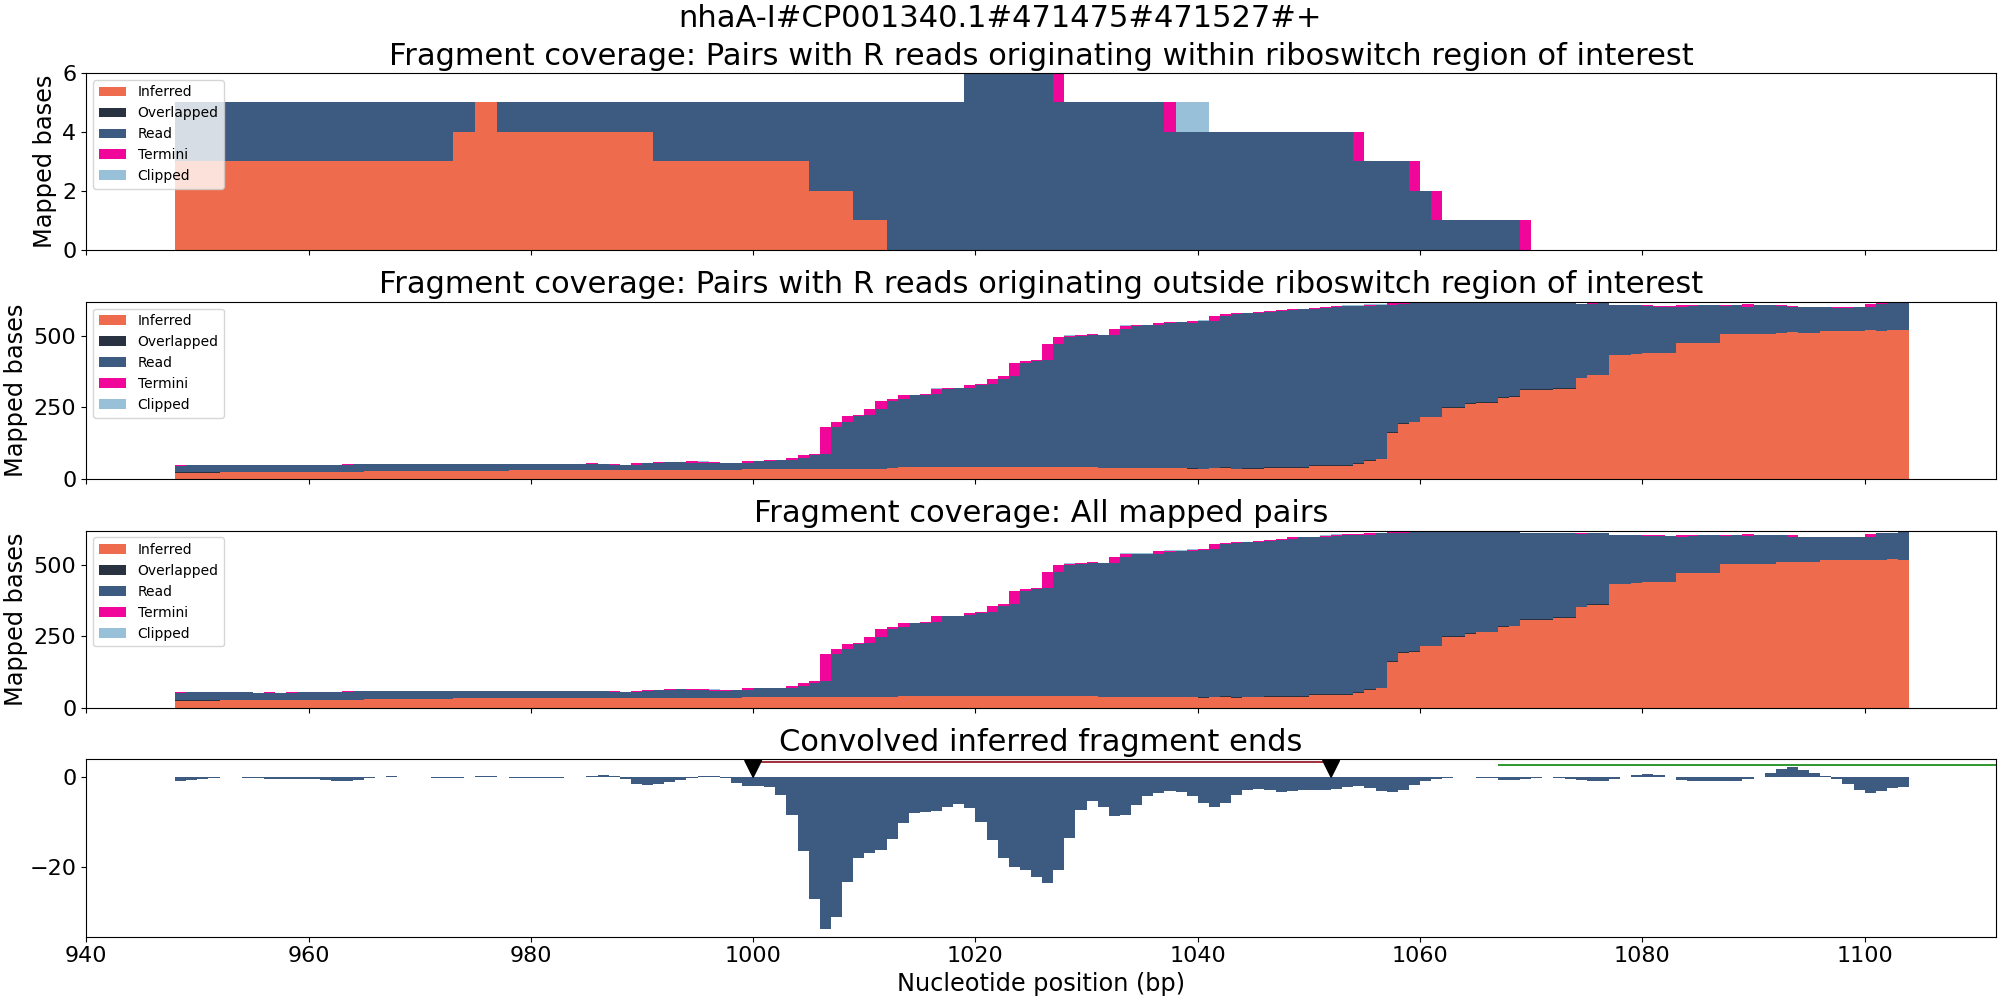 nhaA-I#CP001340.1#471475#471527#+
Fragment coverage: Pairs with R reads originating within riboswitch region of interest
Mapped bases
6
4
2
0
Inferred
Overlapped
Read
Termini
Clipped
Fragment coverage: Pairs with R reads originating outside riboswitch region of interest
Mapped bases
500
250
0
Inferred
Overlapped
Read
Termini
Clipped
Fragment coverage: All mapped pairs
Mapped bases
500
250
0
Inferred
Overlapped
Read
Termini
Clipped
Convolved inferred fragment ends
0
−20
940 960 980 1000 1020 1040 1060 1080 1100
Nucleotide position (bp)